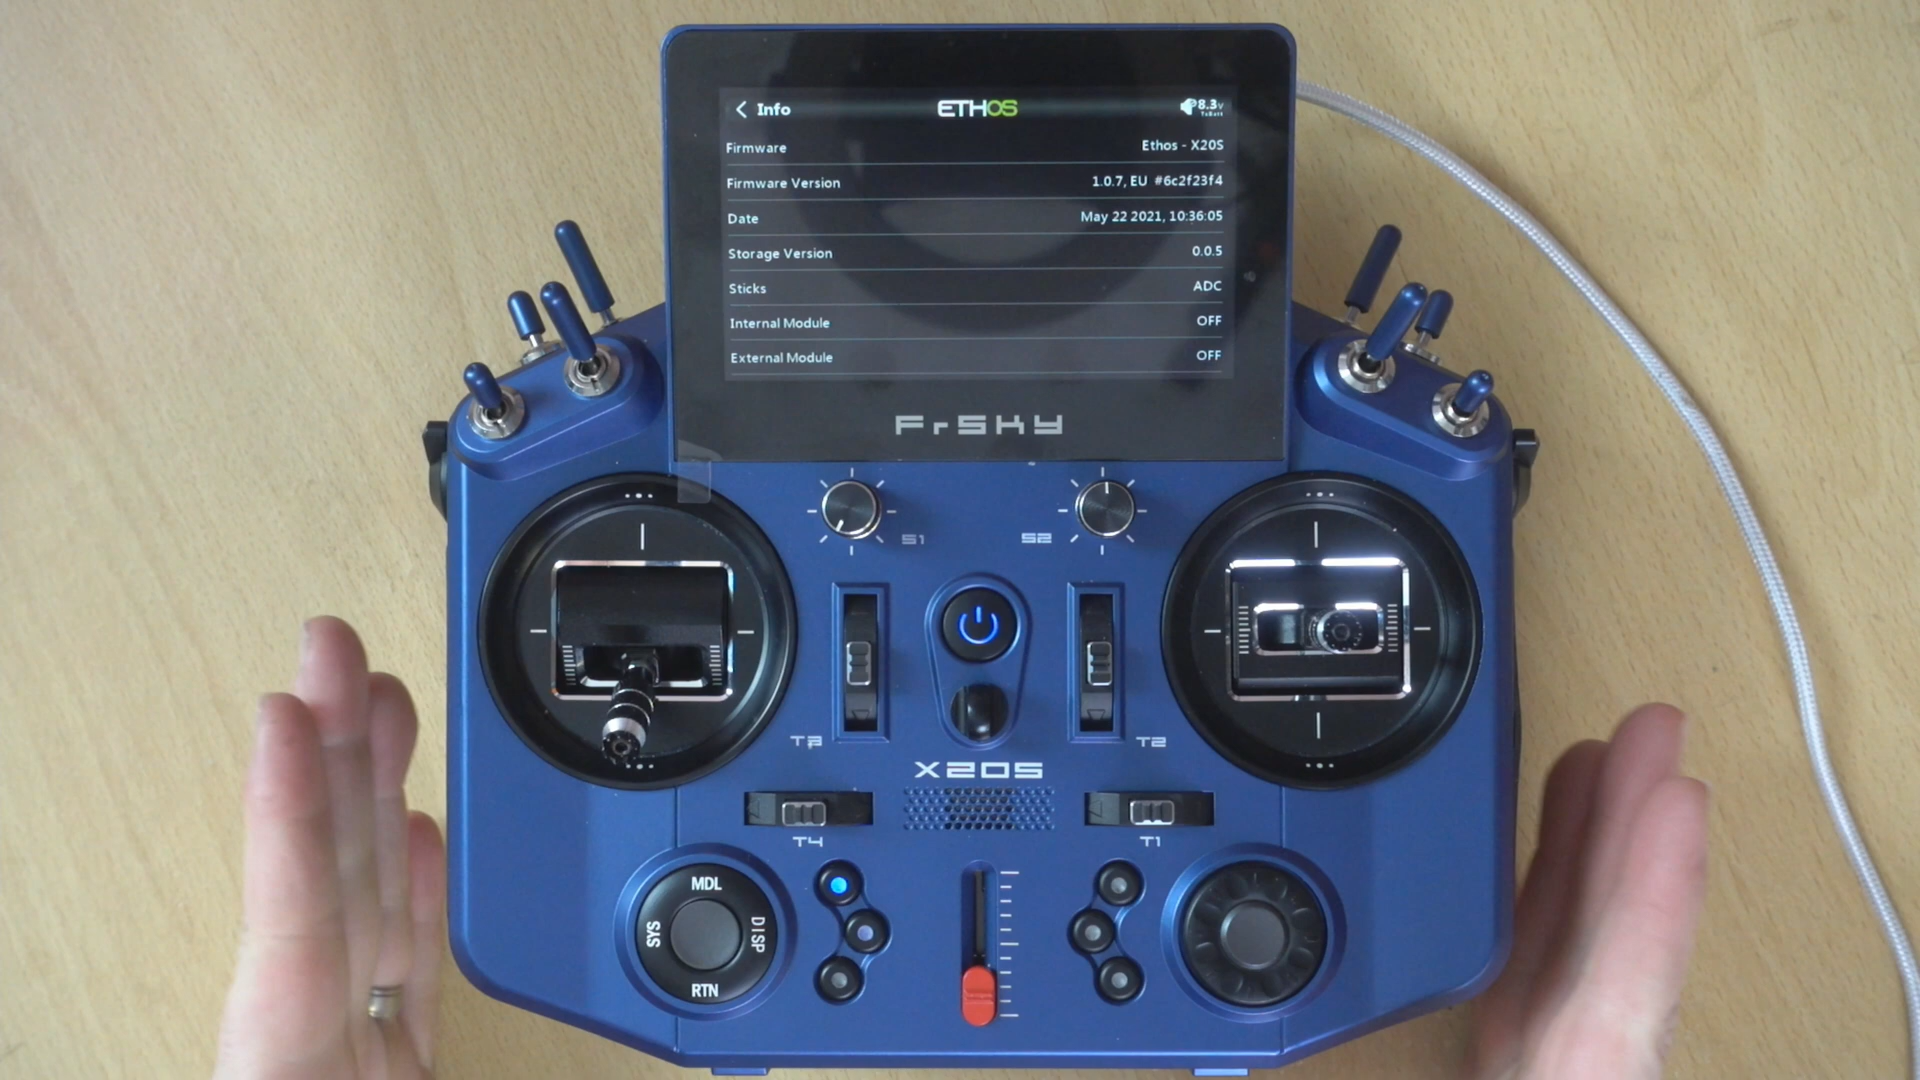 < Info ETHOS 8.3V
TxBatt
Firmware Ethos - X20S
Firmware Version 1.0.7, EU #6c2f23f4
Date May 22 2021, 10:36:05
Storage Version 0.0.5
Sticks ADC
Internal Module OFF
External Module OFF
FrSKY
S1 S2
T3 T2
X20S
T4 T1
MDL
SYS DISP
RTN